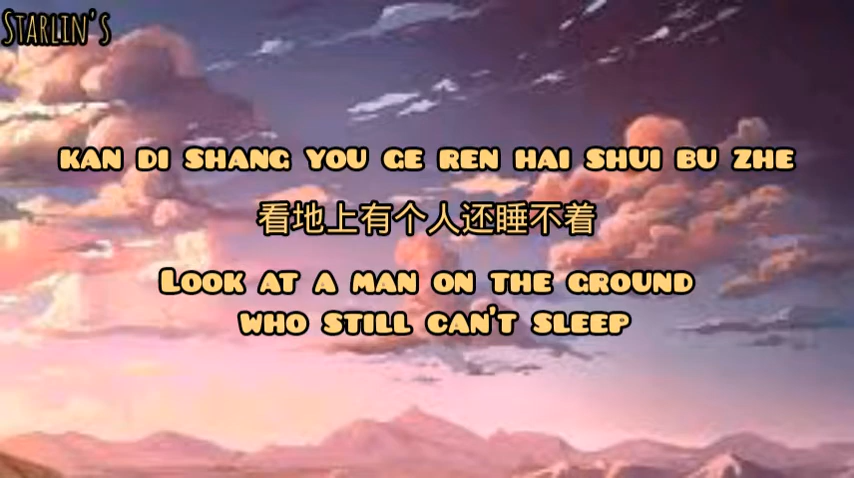 Starlin's
KAN DI SHANG YOU GE REN HAI SHUI BU ZHE
看地上有个人还睡不着
LOOK AT A MAN ON THE GROUND
WHO STILL CAN'T SLEEP